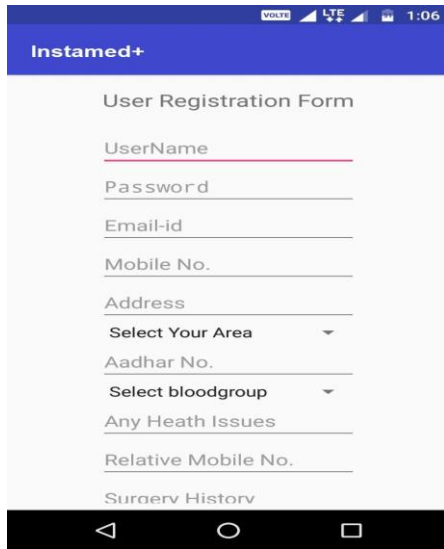 VOLTE LTE 1:06
Instamed+
User Registration Form
UserName
Password
Email-id
Mobile No.
Address
Select Your Area
Aadhar No.
Select bloodgroup
Any Heath Issues
Relative Mobile No.
Surgery History